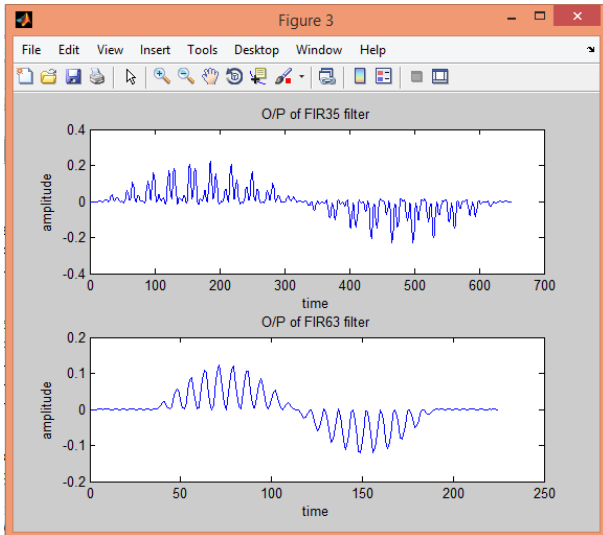 Figure 3
File Edit View Insert Tools Desktop Window Help
O/P of FIR35 filter
0.4
0.2
0
-0.2
-0.4
amplitude
0 100 200 300 400 500 600 700
time
O/P of FIR63 filter
0.2
0.1
0
-0.1
-0.2
amplitude
0 50 100 150 200 250
time